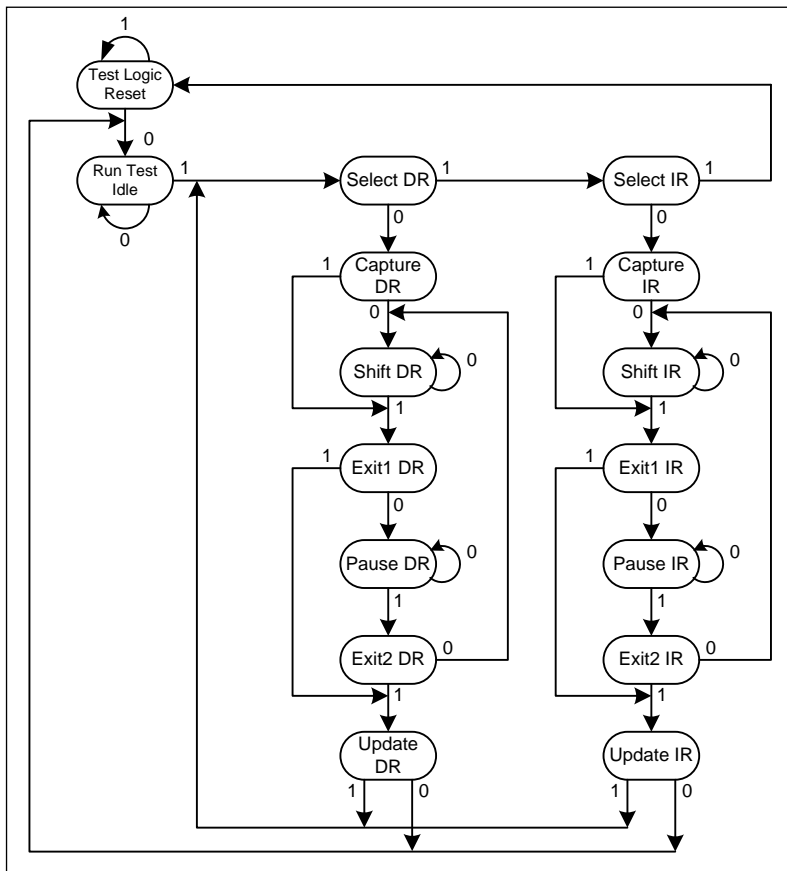 1
Test Logic
Reset
0
Run Test
Idle
1
0
Select DR
1
0
Select IR
1
0
Capture
DR
1
0
Capture
IR
1
0
Shift DR
0
1
Shift IR
0
1
Exit1 DR
1
0
Exit1 IR
1
0
Pause DR
0
1
Pause IR
0
1
Exit2 DR
0
1
Exit2 IR
0
1
Update
DR
1
0
Update IR
1
0